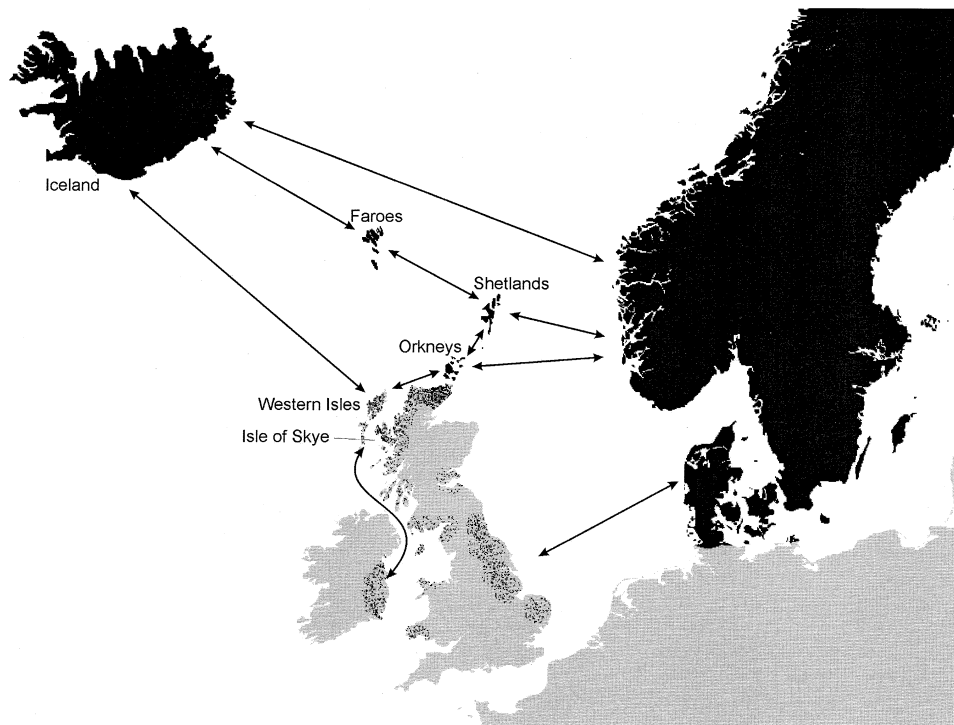 Iceland
Faroes
Shetlands
Orkneys
Western Isles
Isle of Skye